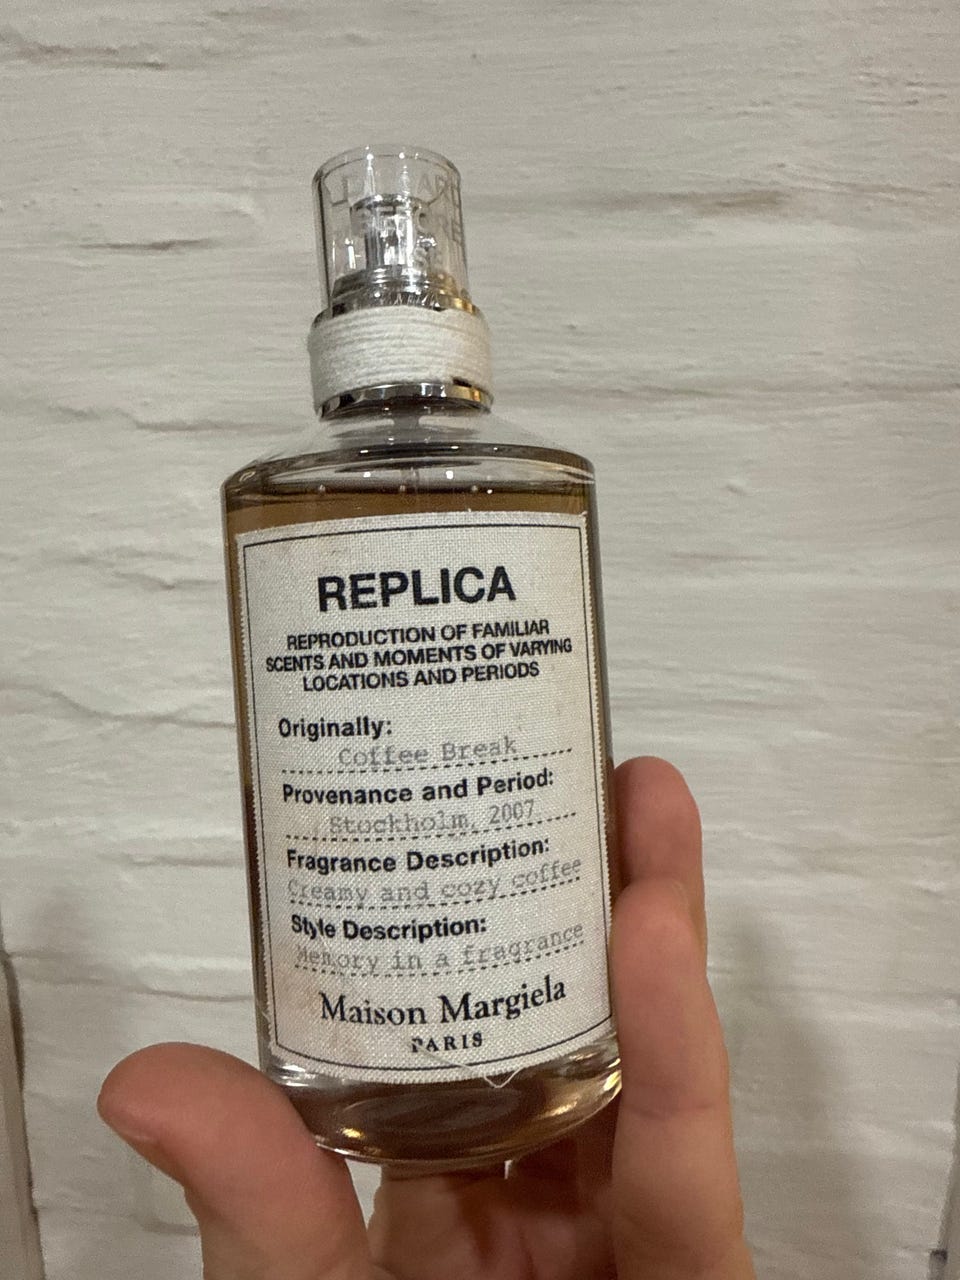 REPLICA
REPRODUCTION OF FAMILIAR
SCENTS AND MOMENTS OF VARYING
LOCATIONS AND PERIODS
Originally:
Coffee Break
Provenance and Period:
Stockholm, 2007
Fragrance Description:
Creamy and cozy coffee
Style Description:
Memory in a fragrance
Maison Margiela
PARIS